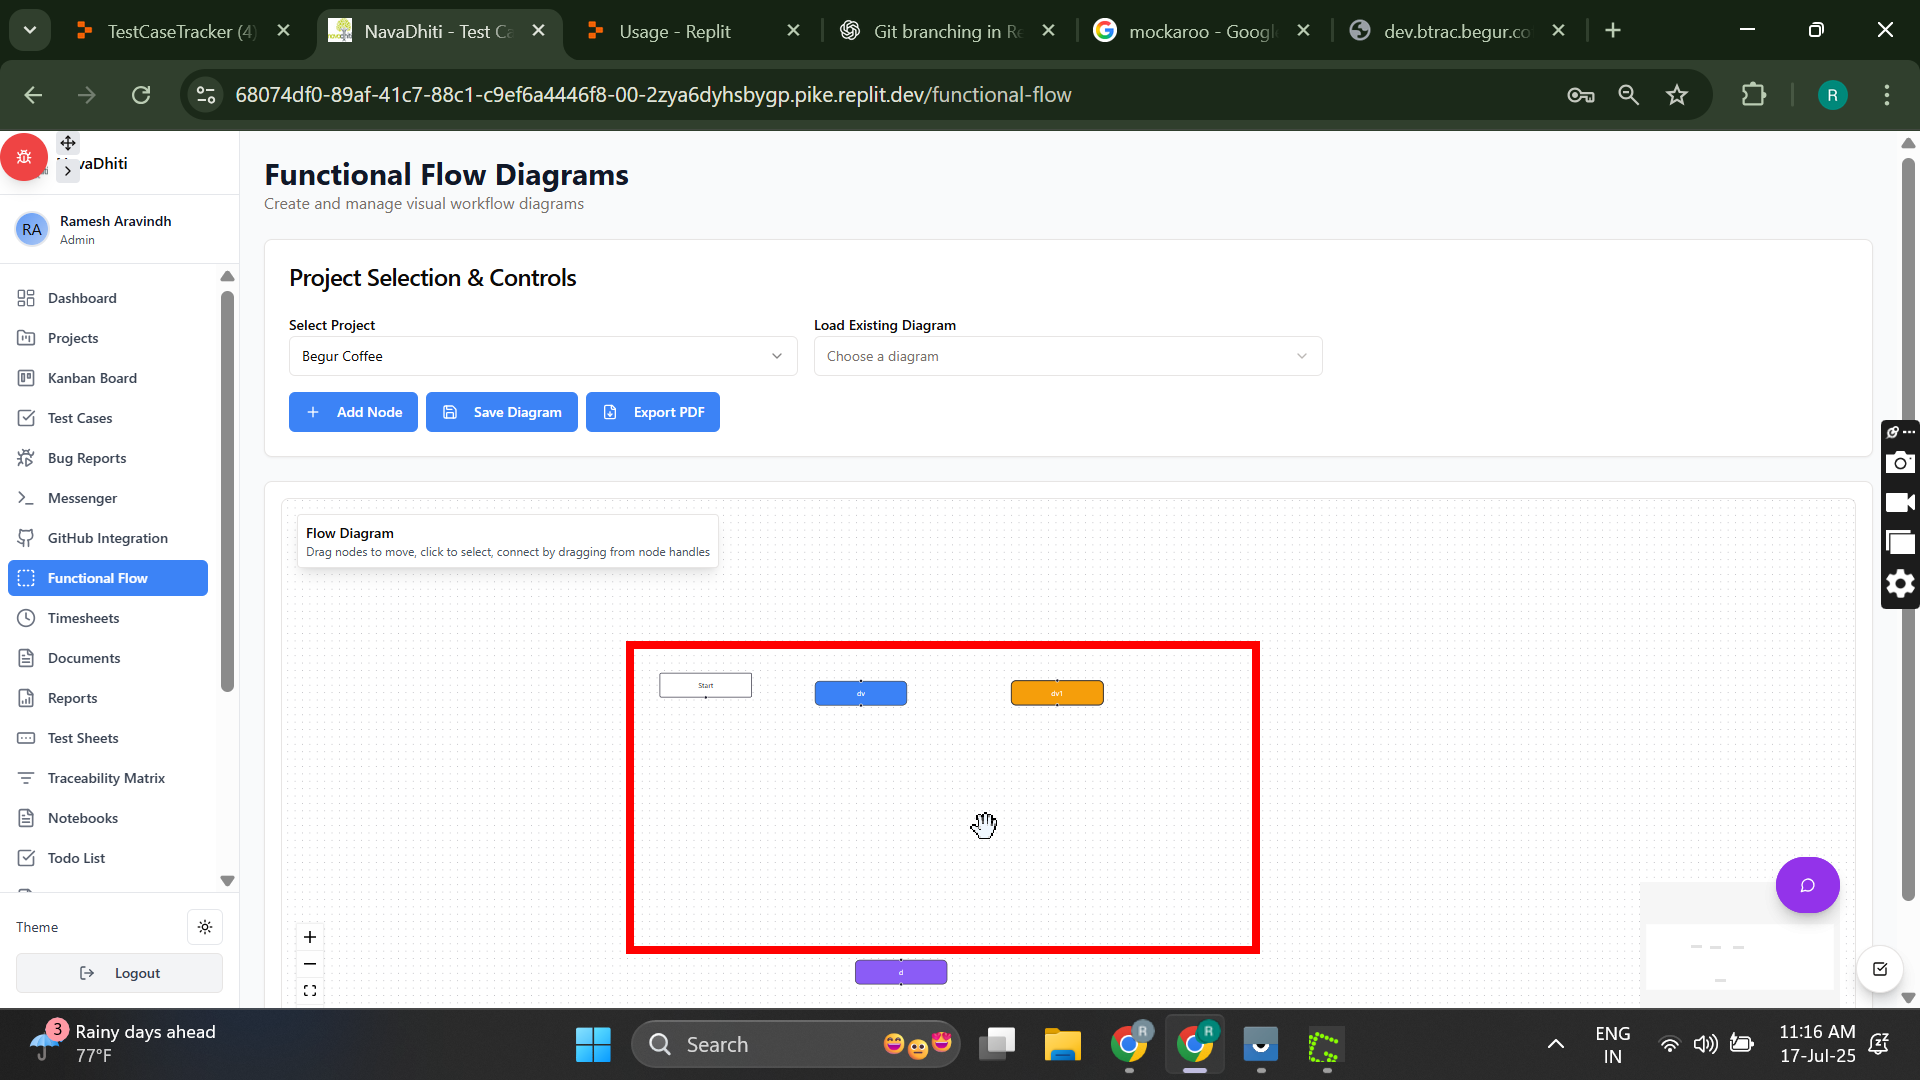 TestCaseTracker (4)
NavaDhiti - Test Ca
Usage - Replit
Git branching in Re
mockaroo - Googl
dev.btrac.begur.co
68074df0-89af-41c7-88c1-c9ef6a4446f8-00-2zya6dyhsbygp.pike.replit.dev/functional-flow
R
vaDhiti
RA
Ramesh Aravindh
Admin
Dashboard
Projects
Kanban Board
Test Cases
Bug Reports
Messenger
GitHub Integration
Functional Flow
Timesheets
Documents
Reports
Test Sheets
Traceability Matrix
Notebooks
Todo List
Theme
Logout
Functional Flow Diagrams
Create and manage visual workflow diagrams
Project Selection & Controls
Select Project
Begur Coffee
Load Existing Diagram
Choose a diagram
Add Node
Save Diagram
Export PDF
Flow Diagram
Drag nodes to move, click to select, connect by dragging from node handles
Start
dv
dv1
d
3
Rainy days ahead
77°F
Search
R
R
ENG
IN
11:16 AM
17-Jul-25